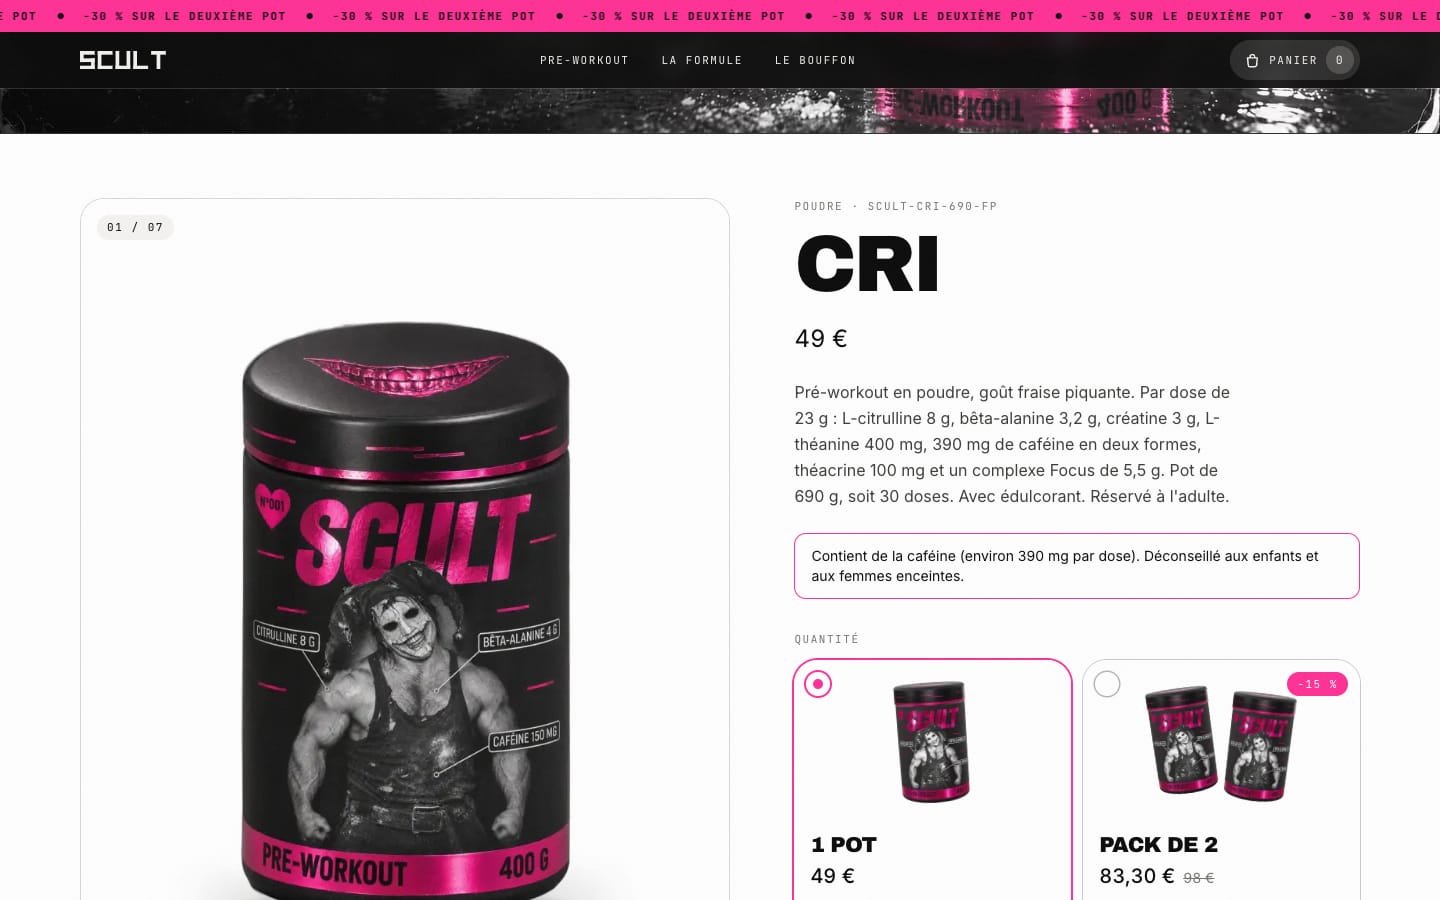 E POT • -30 % SUR LE DEUXIÈME POT • -30 % SUR LE DEUXIÈME POT • -30 % SUR LE DEUXIÈME POT • -30 % SUR LE DEUXIÈME POT • -30 % SUR LE DEUXIÈME POT • -30 % SUR LE D
SCULT
PRE-WORKOUT
LA FORMULE
LE BOUFFON
PANIER 0
PRE-WORKOUT 400 G
01 / 07
N°001
SCULT
CITRULLINE 8 G
BÊTA-ALANINE 4 G
CAFÉINE 150 MG
PRE-WORKOUT
400 G
POUDRE · SCULT-CRI-690-FP
CRI
49 €
Pré-workout en poudre, goût fraise piquante. Par dose de
23 g : L-citrulline 8 g, bêta-alanine 3,2 g, créatine 3 g, L-
théanine 400 mg, 390 mg de caféine en deux formes,
théacrine 100 mg et un complexe Focus de 5,5 g. Pot de
690 g, soit 30 doses. Avec édulcorant. Réservé à l'adulte.
Contient de la caféine (environ 390 mg par dose). Déconseillé aux enfants et
aux femmes enceintes.
QUANTITÉ
SCULT
1 POT
49 €
-15 %
SCULT
SCULT
PACK DE 2
83,30 € 98 €